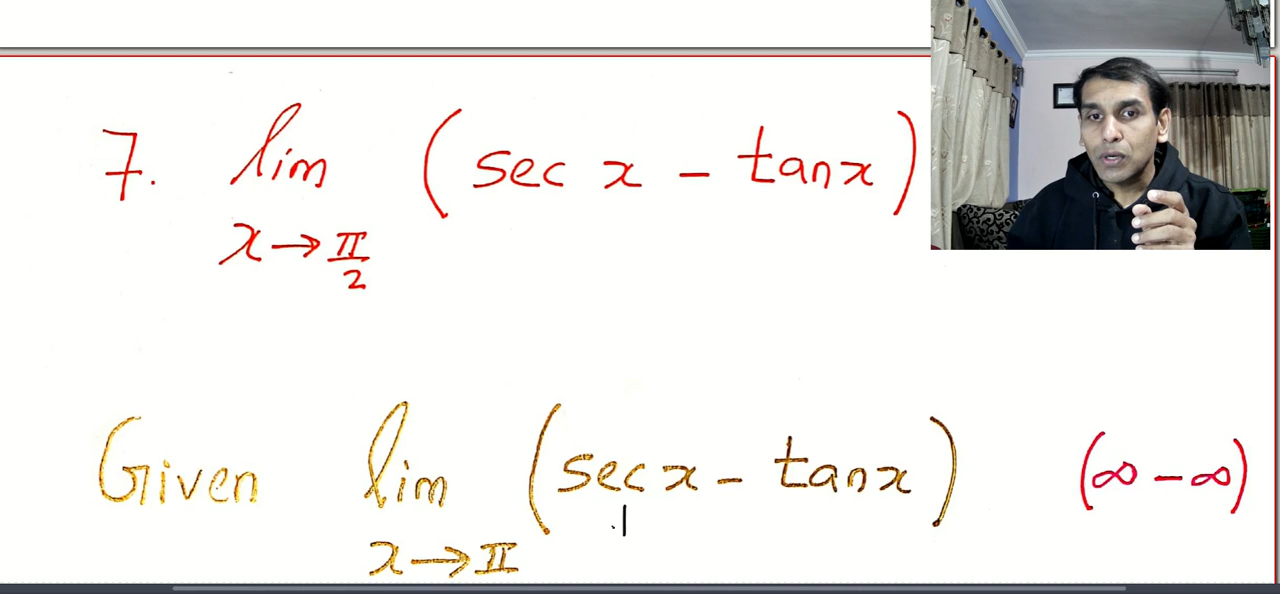 7. lim (sec x - tan x)
x → π
2
Given lim (sec x - tan x) (∞ - ∞)
x → π